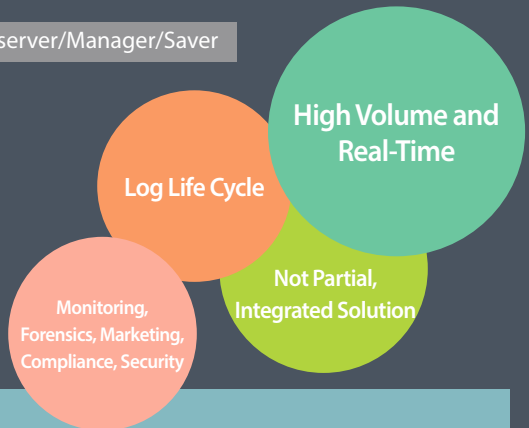 server/Manager/Saver
High Volume and
Real-Time
Log Life Cycle
Not Partial,
Integrated Solution
Monitoring,
Forensics, Marketing,
Compliance, Security